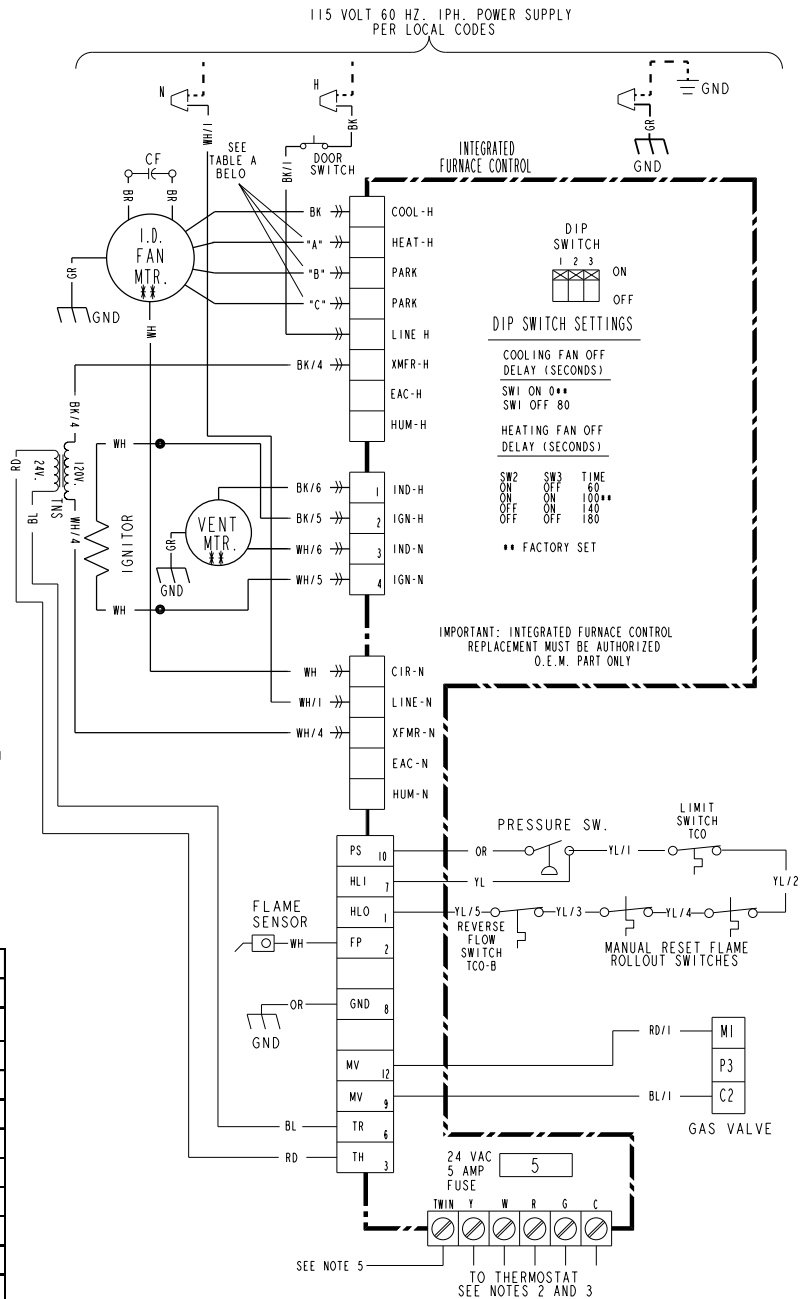 115 VOLT 60 HZ. 1PH. POWER SUPPLY
PER LOCAL CODES
N
H
GND
WH/1
BK
GR
GND
SEE
TABLE A
BELO
BK/1
DOOR
SWITCH
INTEGRATED
FURNACE CONTROL
CF
BR
BR
I.D.
FAN
MTR.
GR
GND
WH
BK
COOL-H
"A"
HEAT-H
"B"
PARK
"C"
PARK
LINE H
BK/4
XMFR-H
EAC-H
HUM-H
DIP
SWITCH
1 2 3
ON
OFF
DIP SWITCH SETTINGS
COOLING FAN OFF
DELAY (SECONDS)
SW1 ON 0**
SW1 OFF 80
HEATING FAN OFF
DELAY (SECONDS)
SW2 SW3 TIME
ON OFF 60
ON ON 100**
OFF ON 140
OFF OFF 180
** FACTORY SET
BK/4
RD
24V.
120V.
BL
TNS
WH/4
WH
IGNITOR
WH
VENT
MTR.
GR
GND
BK/6
1
IND-H
BK/5
2
IGN-H
WH/6
3
IND-N
WH/5
4
IGN-N
IMPORTANT: INTEGRATED FURNACE CONTROL
REPLACEMENT MUST BE AUTHORIZED
O.E.M. PART ONLY
WH
CIR-N
WH/1
LINE-N
WH/4
XFMR-N
EAC-N
HUM-N
PS 10
HLI 7
HLO 1
FP 2
GND 8
MV 12
MV 9
TR 6
TH 3
FLAME
SENSOR
WH
OR
GND
BL
RD
PRESSURE SW.
OR
YL/1
YL
LIMIT
SWITCH
TCO
YL/2
YL/5
YL/3
YL/4
REVERSE
FLOW
SWITCH
TCO-B
MANUAL RESET FLAME
ROLLOUT SWITCHES
RD/1
M1
P3
BL/1
C2
GAS VALVE
24 VAC
5 AMP
FUSE
5
TWIN Y W R G C
SEE NOTE 5
TO THERMOSTAT
SEE NOTES 2 AND 3